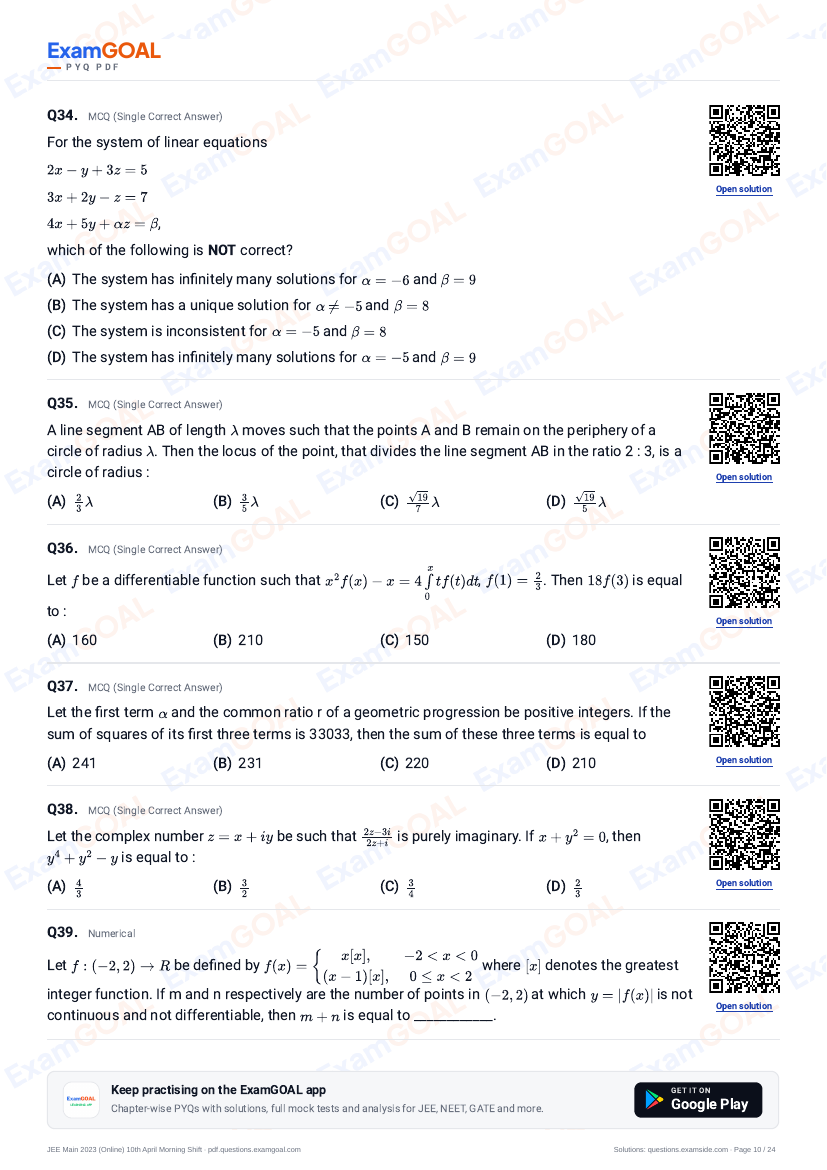 ExamGOAL
PYQ PDF
Q34. MCQ (Single Correct Answer)
For the system of linear equations
2x − y + 3z = 5
3x + 2y − z = 7
4x + 5y + αz = β,
which of the following is NOT correct?
(A) The system has infinitely many solutions for α = −6 and β = 9
(B) The system has a unique solution for α ≠ −5 and β = 8
(C) The system is inconsistent for α = −5 and β = 8
(D) The system has infinitely many solutions for α = −5 and β = 9
Open solution
Q35. MCQ (Single Correct Answer)
A line segment AB of length λ moves such that the points A and B remain on the periphery of a
circle of radius λ. Then the locus of the point, that divides the line segment AB in the ratio 2 : 3, is a
circle of radius :
(A) 2/3 λ (B) 3/5 λ (C) √19/7 λ (D) √19/5 λ
Open solution
Q36. MCQ (Single Correct Answer)
Let f be a differentiable function such that x²f(x) − x = 4 ∫₀ˣ tf(t)dt, f(1) = 2/3. Then 18f(3) is equal
to :
(A) 160 (B) 210 (C) 150 (D) 180
Open solution
Q37. MCQ (Single Correct Answer)
Let the first term α and the common ratio r of a geometric progression be positive integers. If the
sum of squares of its first three terms is 33033, then the sum of these three terms is equal to
(A) 241 (B) 231 (C) 220 (D) 210
Open solution
Q38. MCQ (Single Correct Answer)
Let the complex number z = x + iy be such that (2z−3i)/(2z+i) is purely imaginary. If x + y² = 0, then
y⁴ + y² − y is equal to :
(A) 4/3 (B) 3/2 (C) 3/4 (D) 2/3
Open solution
Q39. Numerical
Let f : (−2, 2) → R be defined by f(x) = { x[x], −2 < x < 0
(x − 1)[x], 0 ≤ x < 2 where [x] denotes the greatest
integer function. If m and n respectively are the number of points in (−2, 2) at which y = |f(x)| is not
continuous and not differentiable, then m + n is equal to ____________.
Open solution
ExamGOAL
Keep practising on the ExamGOAL app
Chapter-wise PYQs with solutions, full mock tests and analysis for JEE, NEET, GATE and more.
GET IT ON
Google Play
JEE Main 2023 (Online) 10th April Morning Shift · pdf.questions.examgoal.com
Solutions: questions.examside.com · Page 10 / 24